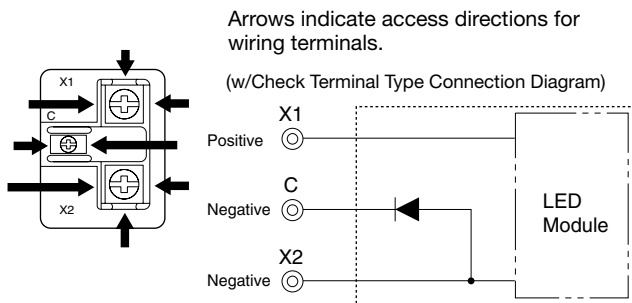 Arrows indicate access directions for
wiring terminals.
(w/Check Terminal Type Connection Diagram)
X1
C
X2
X1
Positive
C
Negative
X2
Negative
LED
Module